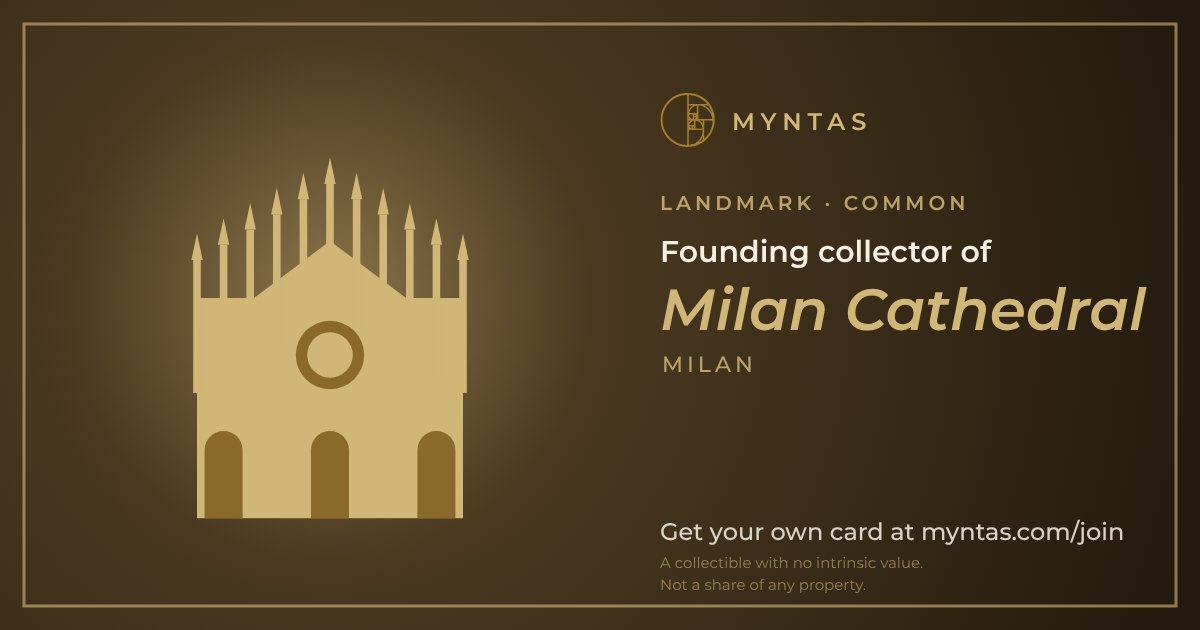 MYNTAS
LANDMARK · COMMON
Founding collector of
Milan Cathedral
MILAN
Get your own card at myntas.com/join
A collectible with no intrinsic value.
Not a share of any property.